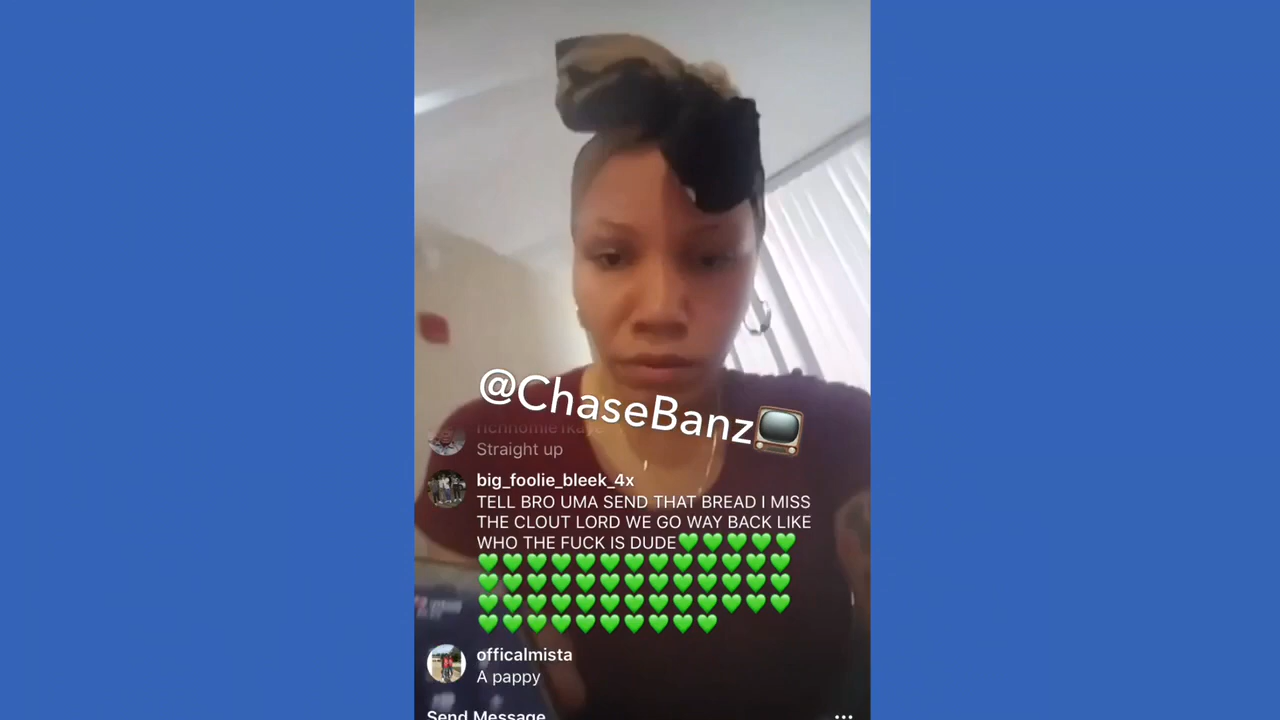 @ChaseBanz
Straight up
big_foolie_bleek_4x
TELL BRO UMA SEND THAT BREAD I MISS
THE CLOUT LORD WE GO WAY BACK LIKE
WHO THE FUCK IS DUDE💚💚💚💚💚
💚💚💚💚💚💚💚💚💚💚💚💚💚
💚💚💚💚💚💚💚💚💚💚💚💚💚
💚💚💚💚💚💚💚💚💚💚💚💚💚
💚💚💚💚💚💚💚💚💚💚
officalmista
A pappy
Send Message